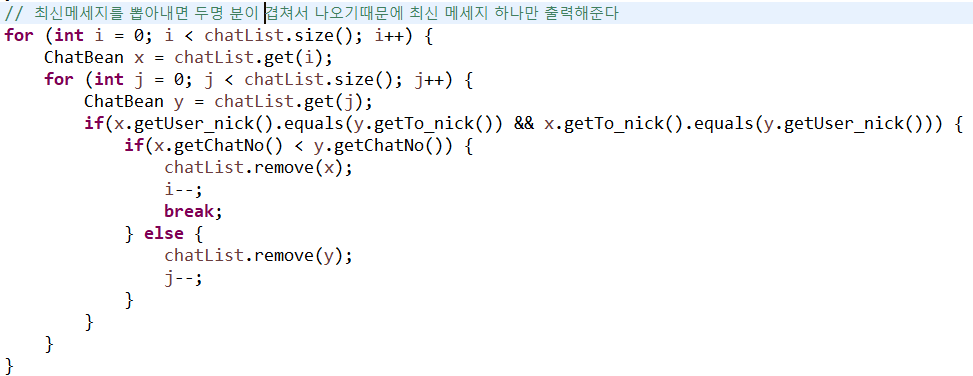 // 최신메세지를 뽑아내면 두명 분이 겹쳐서 나오기때문에 최신 메세지 하나만 출력해준다
for (int i = 0; i < chatList.size(); i++) {
    ChatBean x = chatList.get(i);
    for (int j = 0; j < chatList.size(); j++) {
        ChatBean y = chatList.get(j);
        if(x.getUser_nick().equals(y.getTo_nick()) && x.getTo_nick().equals(y.getUser_nick())) {
            if(x.getChatNo() < y.getChatNo()) {
                chatList.remove(x);
                i--;
                break;
            } else {
                chatList.remove(y);
                j--;
            }
        }
    }
}